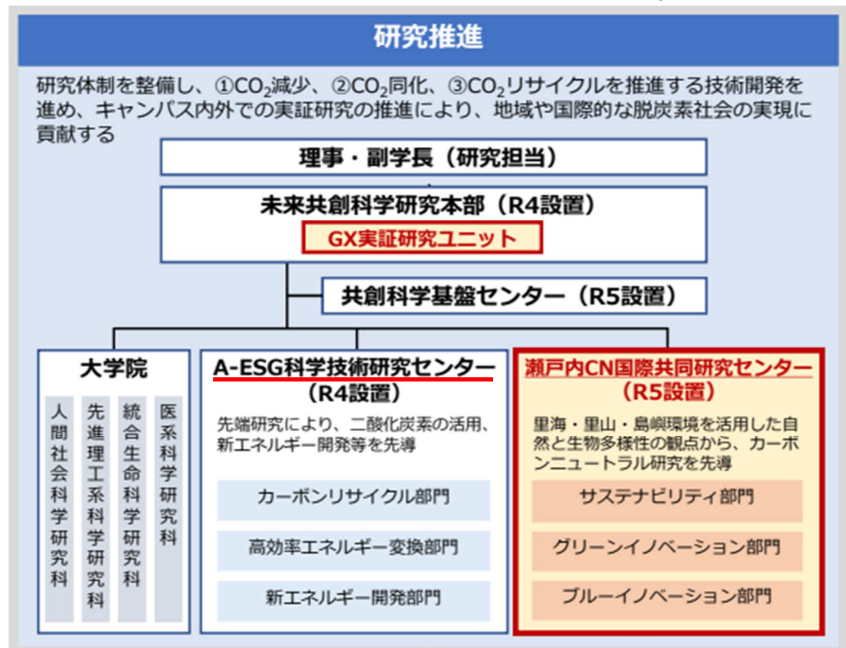 研究推進
研究体制を整備し、①CO₂減少、②CO₂同化、③CO₂リサイクルを推進する技術開発を
進め、キャンパス内外での実証研究の推進により、地域や国際的な脱炭素社会の実現に
貢献する
理事・副学長（研究担当）
未来共創科学研究本部（R4設置）
GX実証研究ユニット
共創科学基盤センター（R5設置）
大学院
人間社会科学研究科
先進理工系科学研究科
統合生命科学研究科
医系科学研究科
A-ESG科学技術研究センター
（R4設置）
先端研究により、二酸化炭素の活用、
新エネルギー開発等を先導
カーボンリサイクル部門
高効率エネルギー変換部門
新エネルギー開発部門
瀬戸内CN国際共同研究センター
（R5設置）
里海・里山・島嶼環境を活用した自
然と生物多様性の観点から、カーボ
ンニュートラル研究を先導
サステナビリティ部門
グリーンイノベーション部門
ブルーイノベーション部門